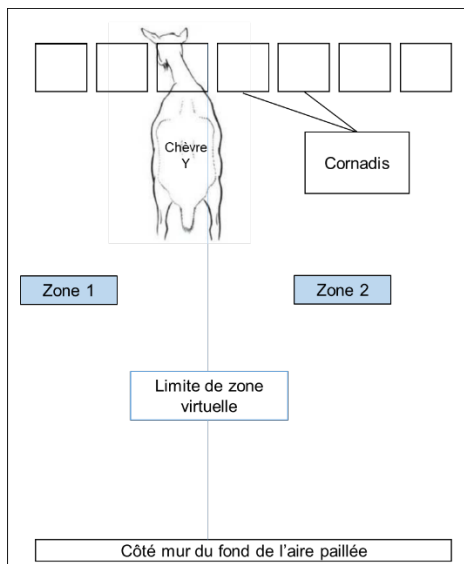 Chèvre
Y
Cornadis
Zone 1
Zone 2
Limite de zone
virtuelle
Côté mur du fond de l'aire paillée